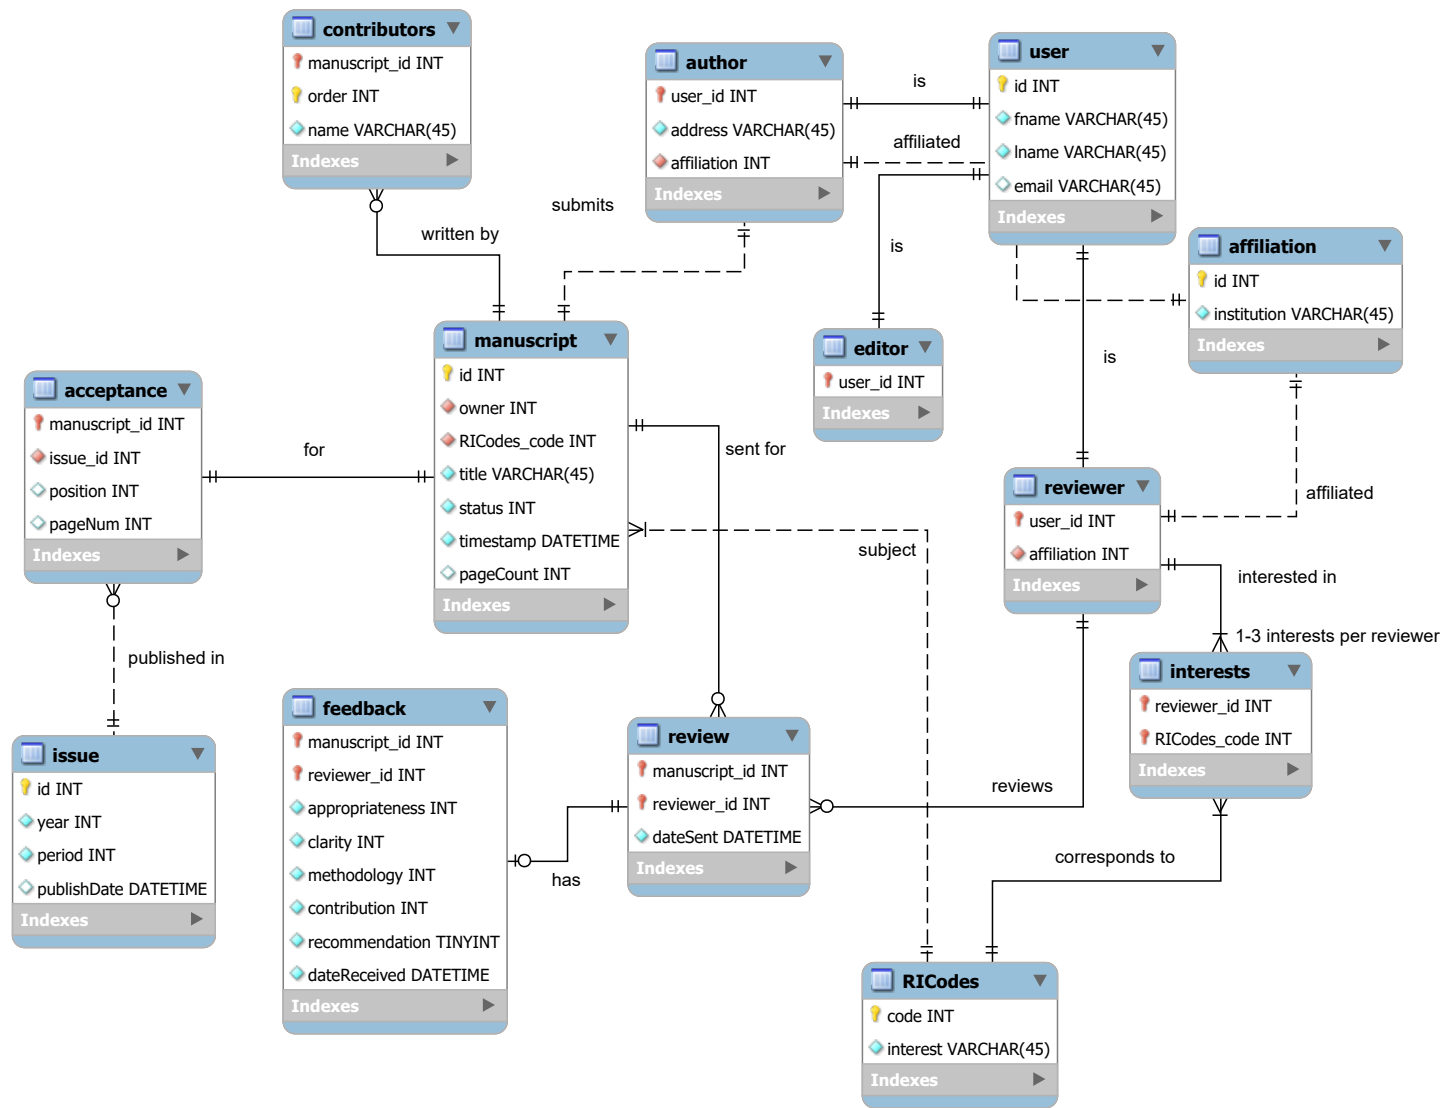 contributors
manuscript_id INT
order INT
name VARCHAR(45)
Indexes
author
user_id INT
address VARCHAR(45)
affiliation INT
Indexes
user
id INT
fname VARCHAR(45)
lname VARCHAR(45)
email VARCHAR(45)
Indexes
is
affiliated
submits
written by
is
affiliation
id INT
institution VARCHAR(45)
Indexes
manuscript
id INT
owner INT
RICodes_code INT
title VARCHAR(45)
status INT
timestamp DATETIME
pageCount INT
Indexes
editor
user_id INT
Indexes
is
acceptance
manuscript_id INT
issue_id INT
position INT
pageNum INT
Indexes
for
sent for
subject
reviewer
user_id INT
affiliation INT
Indexes
affiliated
interested in
1-3 interests per reviewer
published in
interests
reviewer_id INT
RICodes_code INT
Indexes
issue
id INT
year INT
period INT
publishDate DATETIME
Indexes
feedback
manuscript_id INT
reviewer_id INT
appropriateness INT
clarity INT
methodology INT
contribution INT
recommendation TINYINT
dateReceived DATETIME
Indexes
has
review
manuscript_id INT
reviewer_id INT
dateSent DATETIME
Indexes
reviews
corresponds to
RICodes
code INT
interest VARCHAR(45)
Indexes